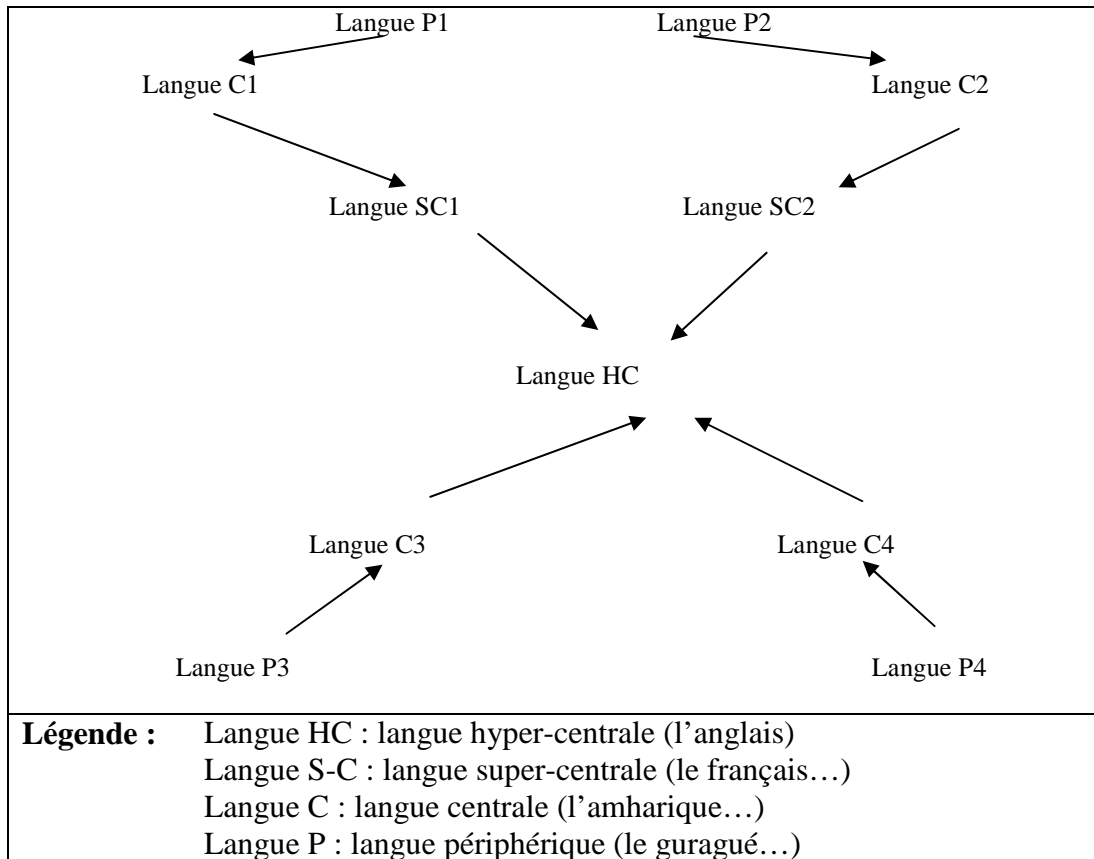 Langue P1 Langue P2
Langue C1 Langue C2
Langue SC1 Langue SC2
Langue HC
Langue C3 Langue C4
Langue P3 Langue P4
Légende : Langue HC : langue hyper-centrale (l’anglais)
Langue S-C : langue super-centrale (le français…)
Langue C : langue centrale (l’amharique…)
Langue P : langue périphérique (le guragué…)